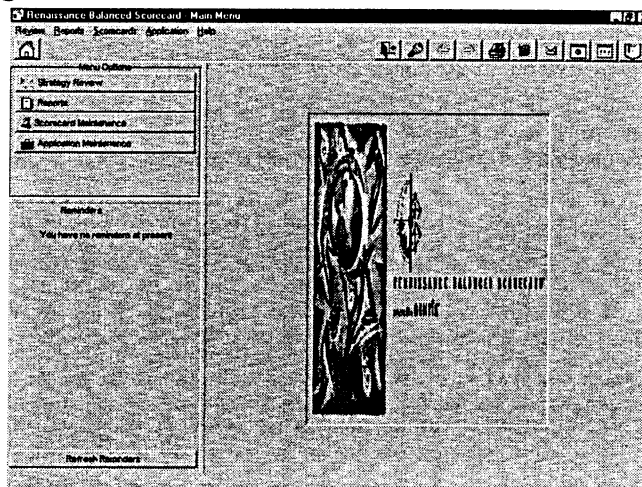 Renaissance Balanced Scorecard - Main Menu
Review Reports Scorecards Application Help
Menu Options
Strategy Review
Reports
Scorecard Maintenance
Application Maintenance
Reminders
You have no reminders at present
RENAISSANCE BALANCED SCORECARD
Refresh Reminders